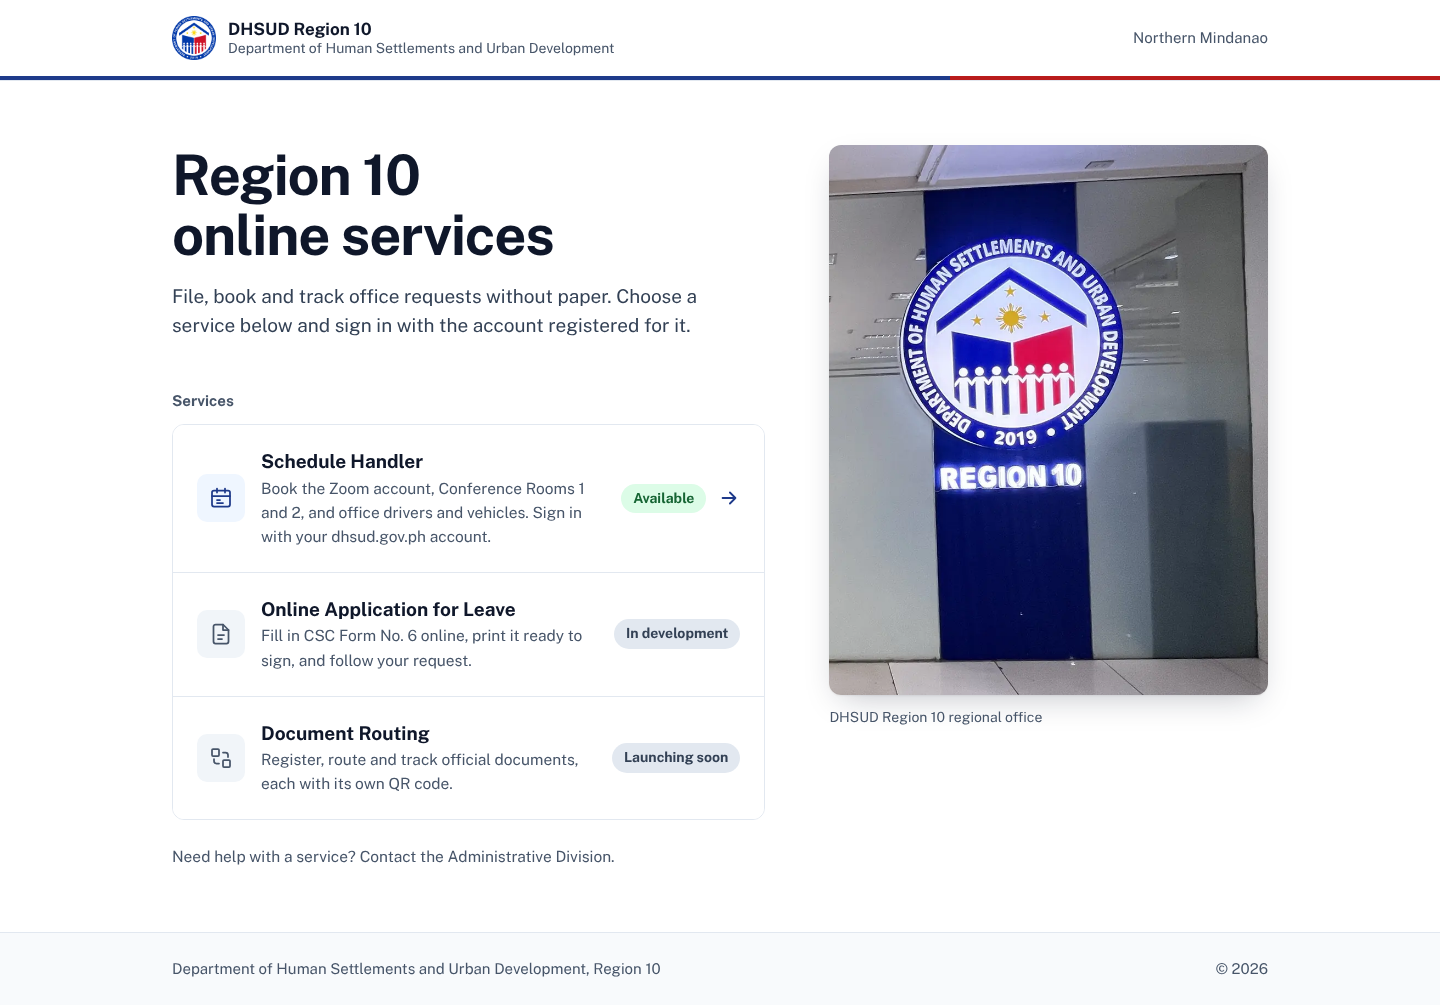 DHSUD Region 10
Department of Human Settlements and Urban Development
Northern Mindanao
Region 10
online services
File, book and track office requests without paper. Choose a
service below and sign in with the account registered for it.
Services
Schedule Handler
Book the Zoom account, Conference Rooms 1
and 2, and office drivers and vehicles. Sign in
with your dhsud.gov.ph account.
Available
Online Application for Leave
Fill in CSC Form No. 6 online, print it ready to
sign, and follow your request.
In development
Document Routing
Register, route and track official documents,
each with its own QR code.
Launching soon
Need help with a service? Contact the Administrative Division.
DEPARTMENT OF HUMAN SETTLEMENTS AND URBAN DEVELOPMENT
• 2019 •
REGION 10
DHSUD Region 10 regional office
Department of Human Settlements and Urban Development, Region 10
© 2026